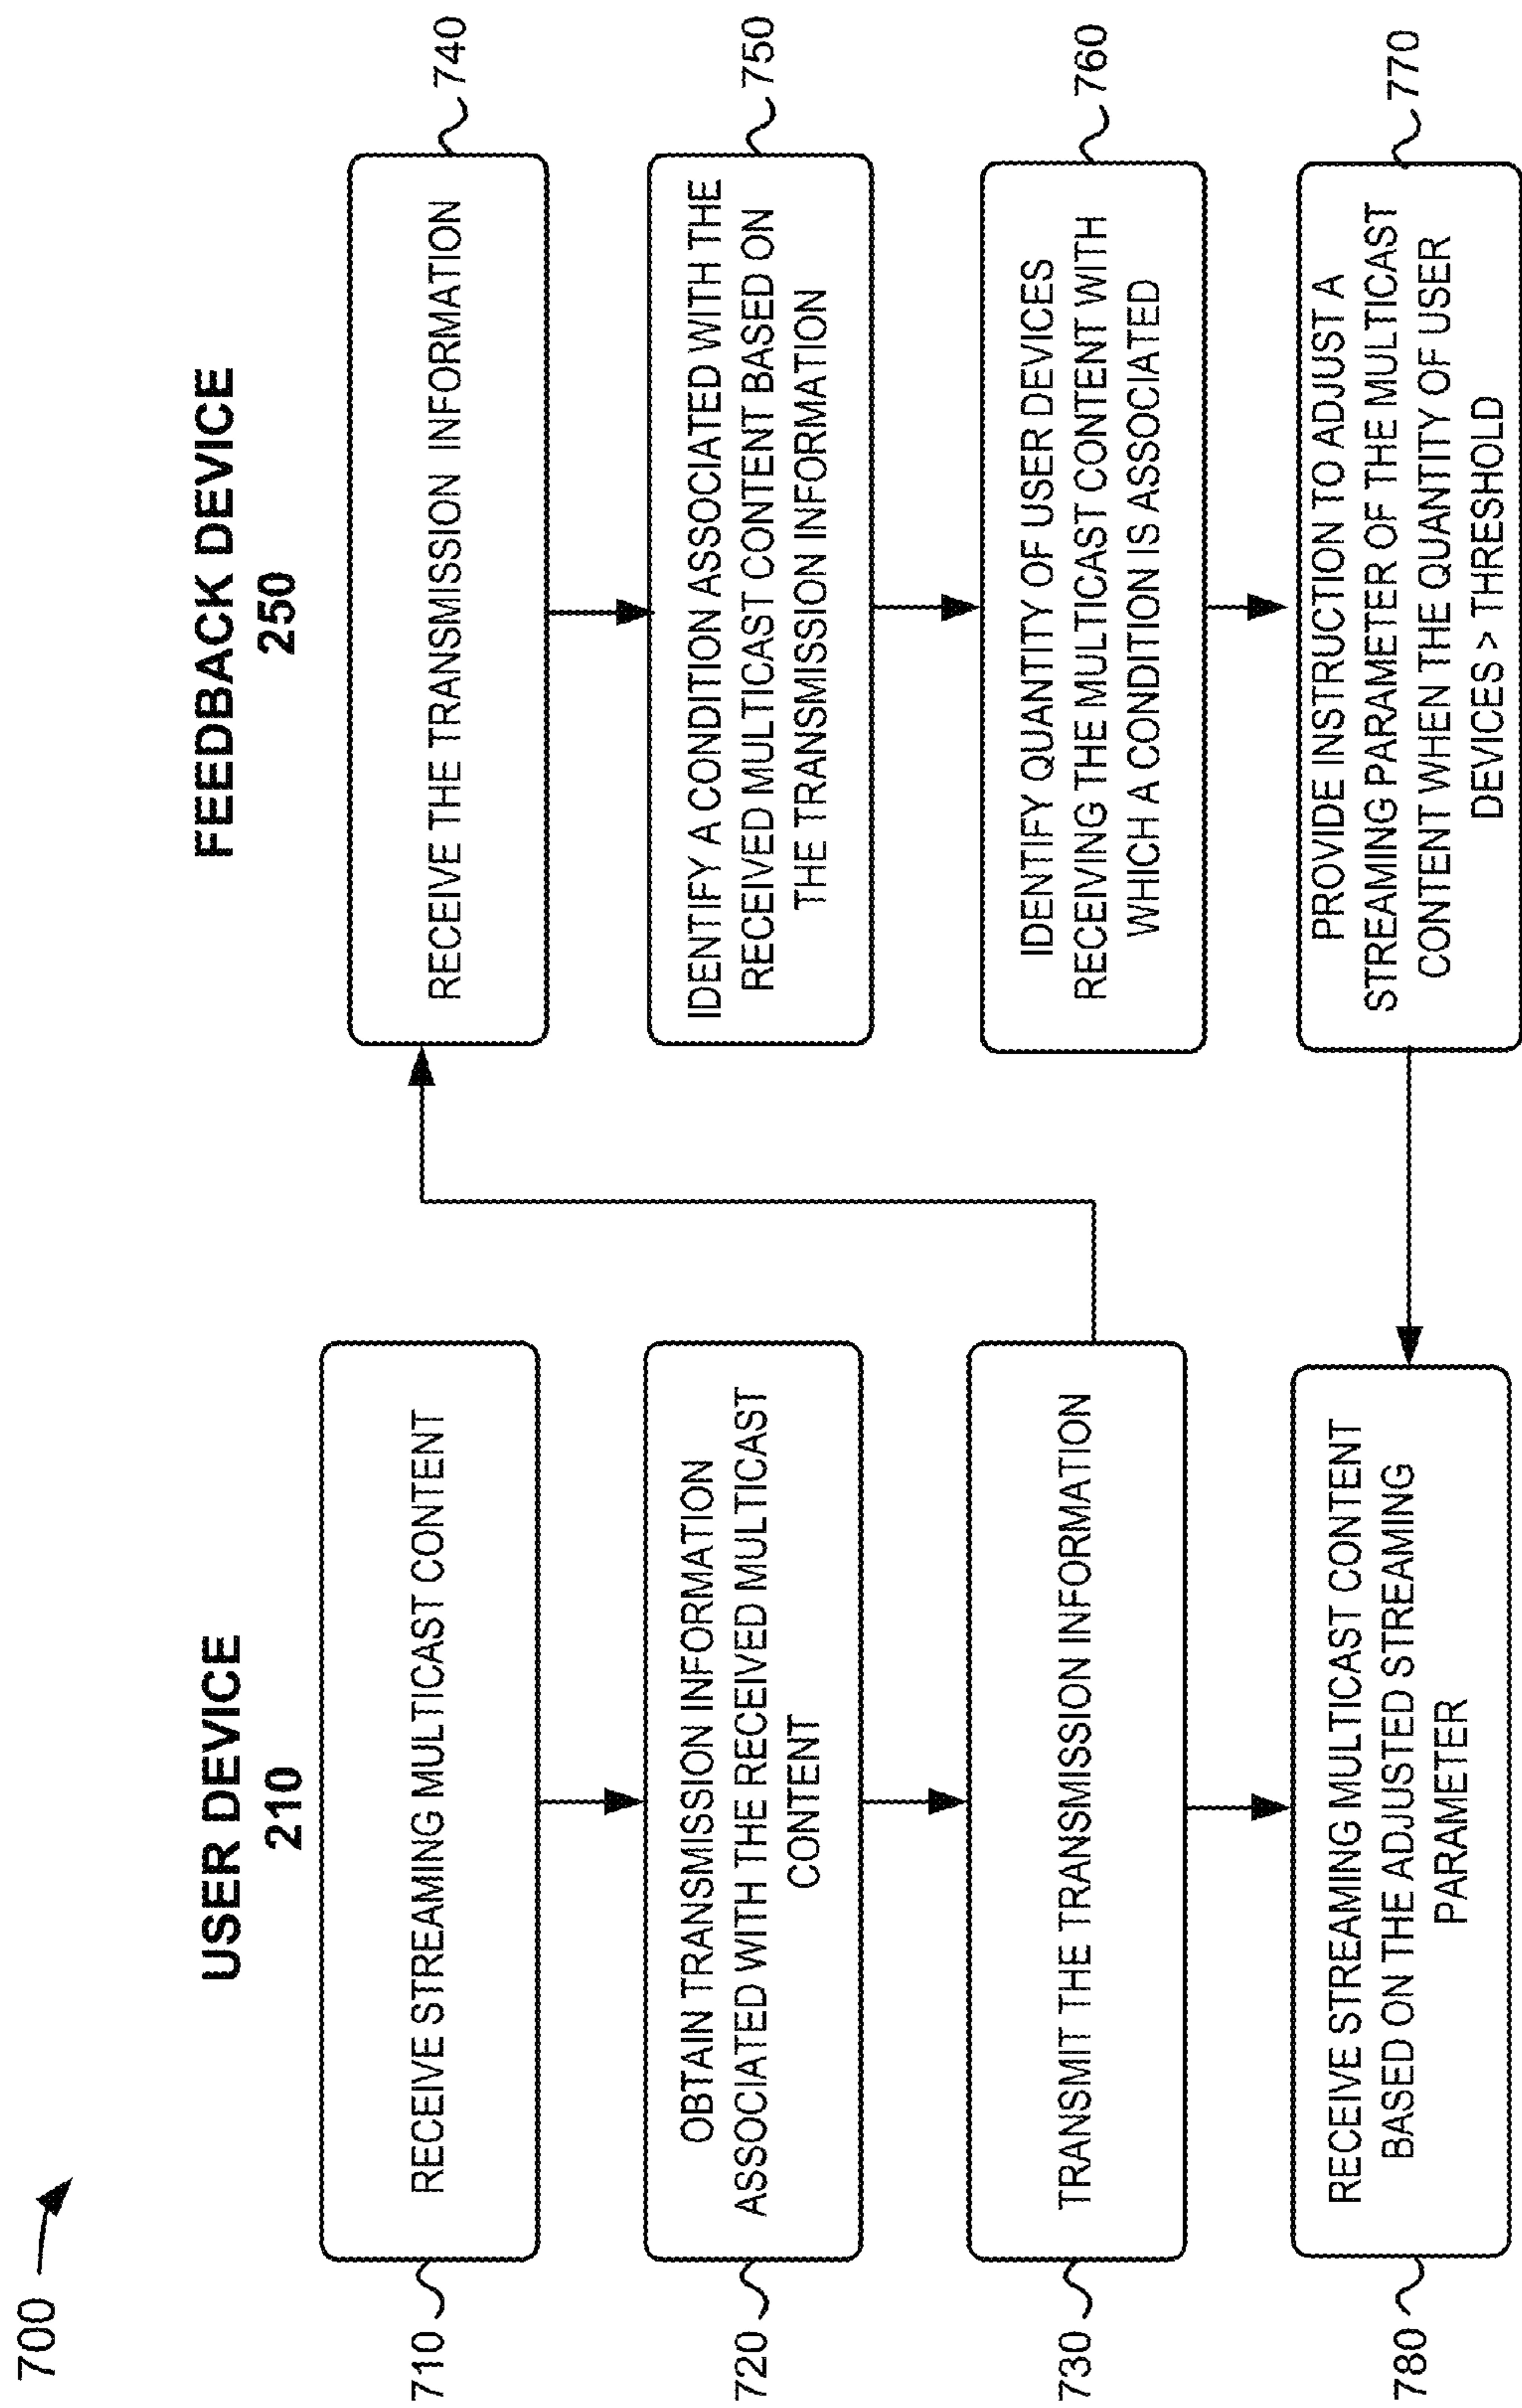 700
USER DEVICE
210
710
RECEIVE STREAMING MULTICAST CONTENT
720
OBTAIN TRANSMISSION INFORMATION
ASSOCIATED WITH THE RECEIVED MULTICAST
CONTENT
730
TRANSMIT THE TRANSMISSION INFORMATION
780
RECEIVE STREAMING MULTICAST CONTENT
BASED ON THE ADJUSTED STREAMING
PARAMETER
FEEDBACK DEVICE
250
RECEIVE THE TRANSMISSION INFORMATION
740
IDENTIFY A CONDITION ASSOCIATED WITH THE
RECEIVED MULTICAST CONTENT BASED ON
THE TRANSMISSION INFORMATION
750
IDENTIFY QUANTITY OF USER DEVICES
RECEIVING THE MULTICAST CONTENT WITH
WHICH A CONDITION IS ASSOCIATED
760
PROVIDE INSTRUCTION TO ADJUST A
STREAMING PARAMETER OF THE MULTICAST
CONTENT WHEN THE QUANTITY OF USER
DEVICES > THRESHOLD
770